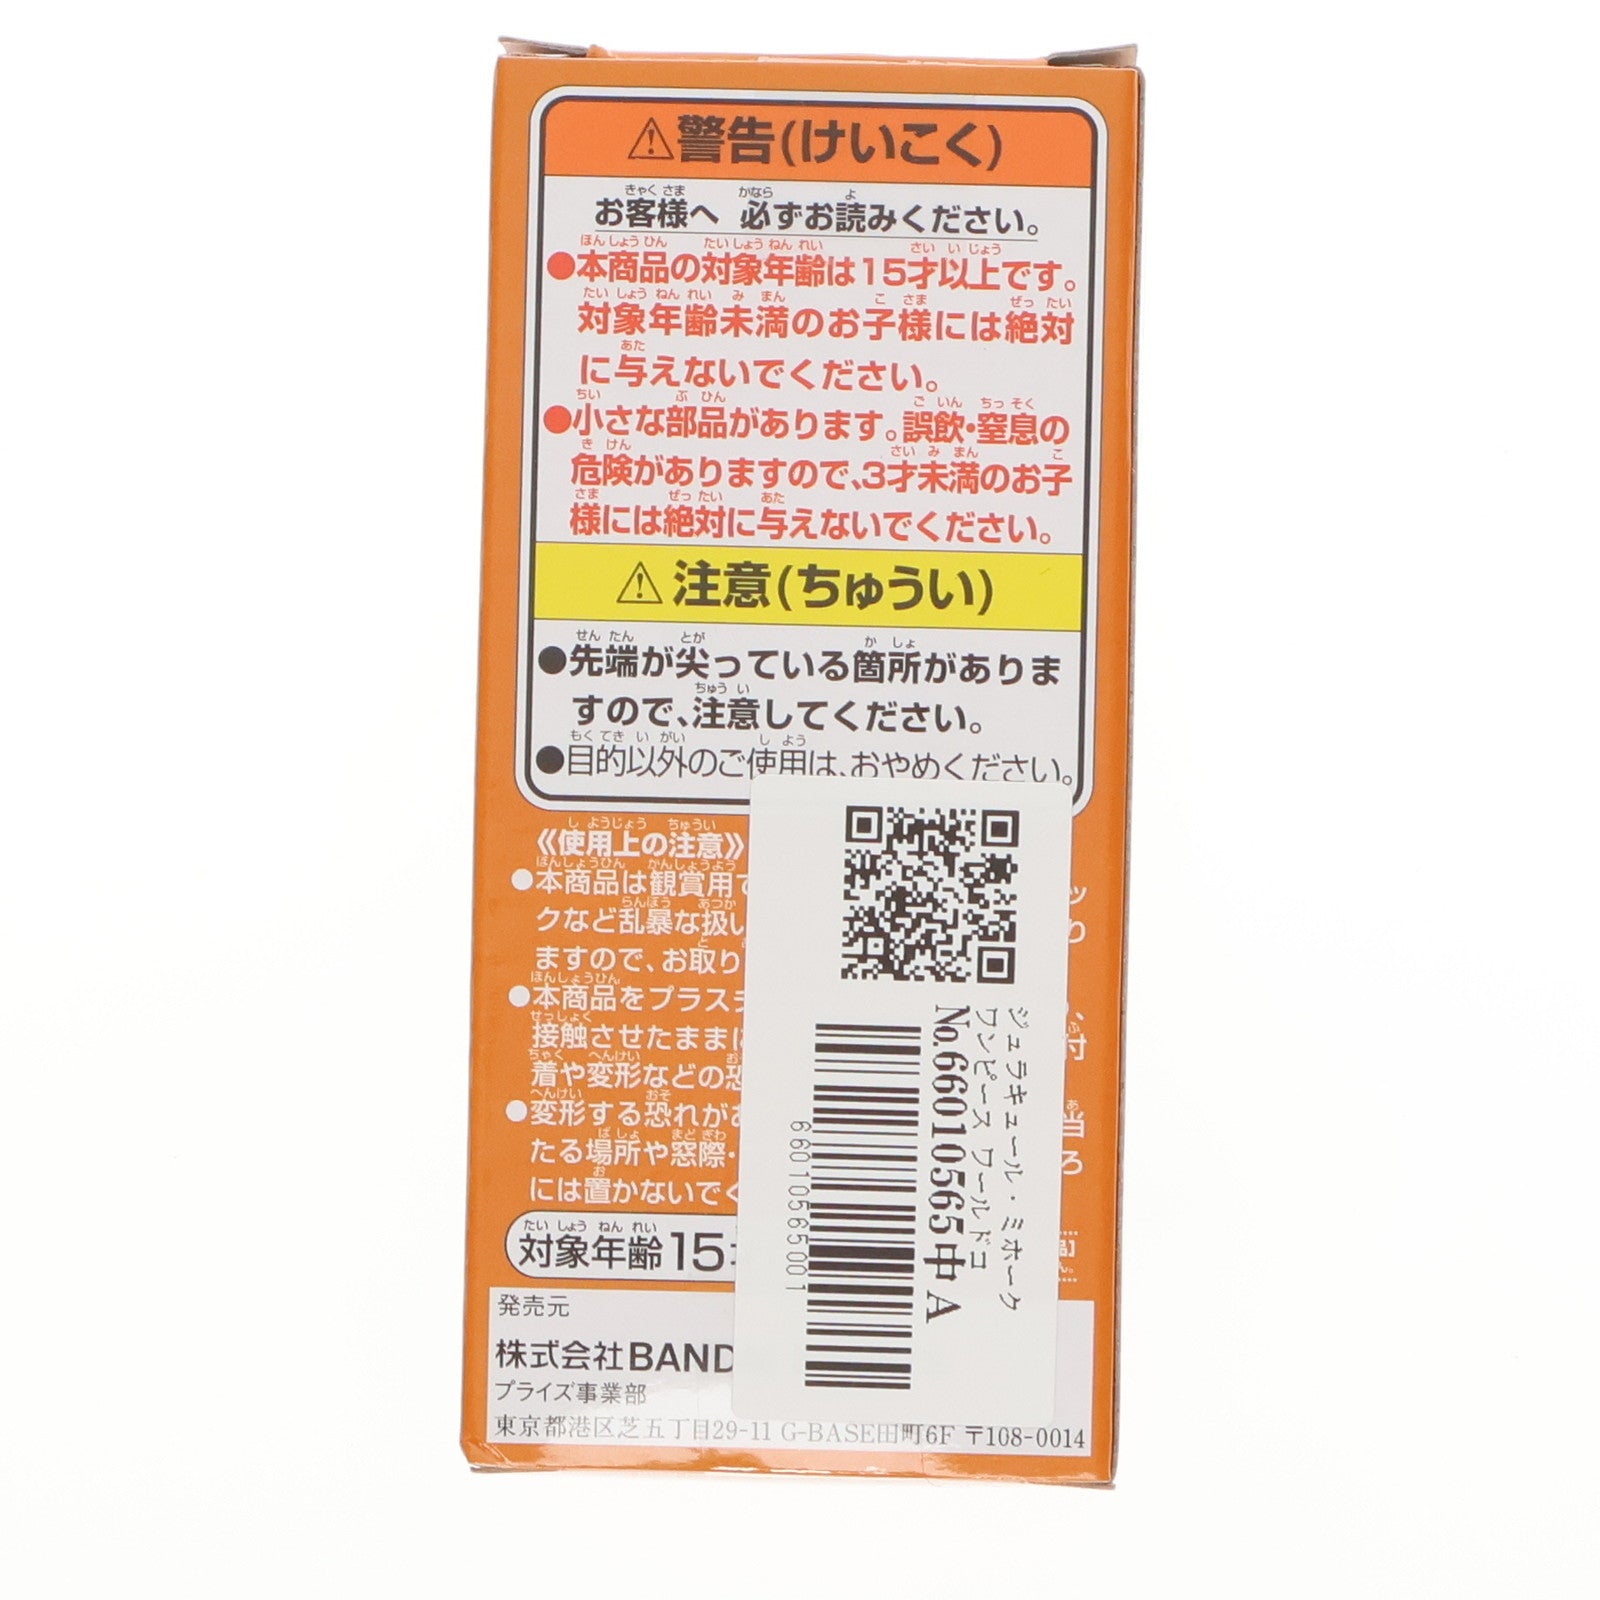 ⚠警告(けいこく)
お客様へ 必ずお読みください。
●本商品の対象年齢は15才以上です。
対象年齢未満のお子様には絶対
に与えないでください。
●小さな部品があります。誤飲・窒息の
危険がありますので、3才未満のお子
様には絶対に与えないでください。
⚠注意(ちゅうい)
●先端が尖っている箇所がありま
すので、注意してください。
●目的以外のご使用は、おやめください。
《使用上の注意》
●本商品は観賞用で
クなど乱暴な扱い
ますので、お取り
●本商品をプラスチ
接触させたままに
着や変形などの恐
●変形する恐れがあ
たる場所や窓際・
には置かないでく
対象年齢15
発売元
株式会社BAND
プライズ事業部
東京都港区芝五丁目29-11 G-BASE田町6F 〒108-0014
ジュラキュール・ミホーク
ワンピース ワールドコ
No.66010565中 A
66010565001